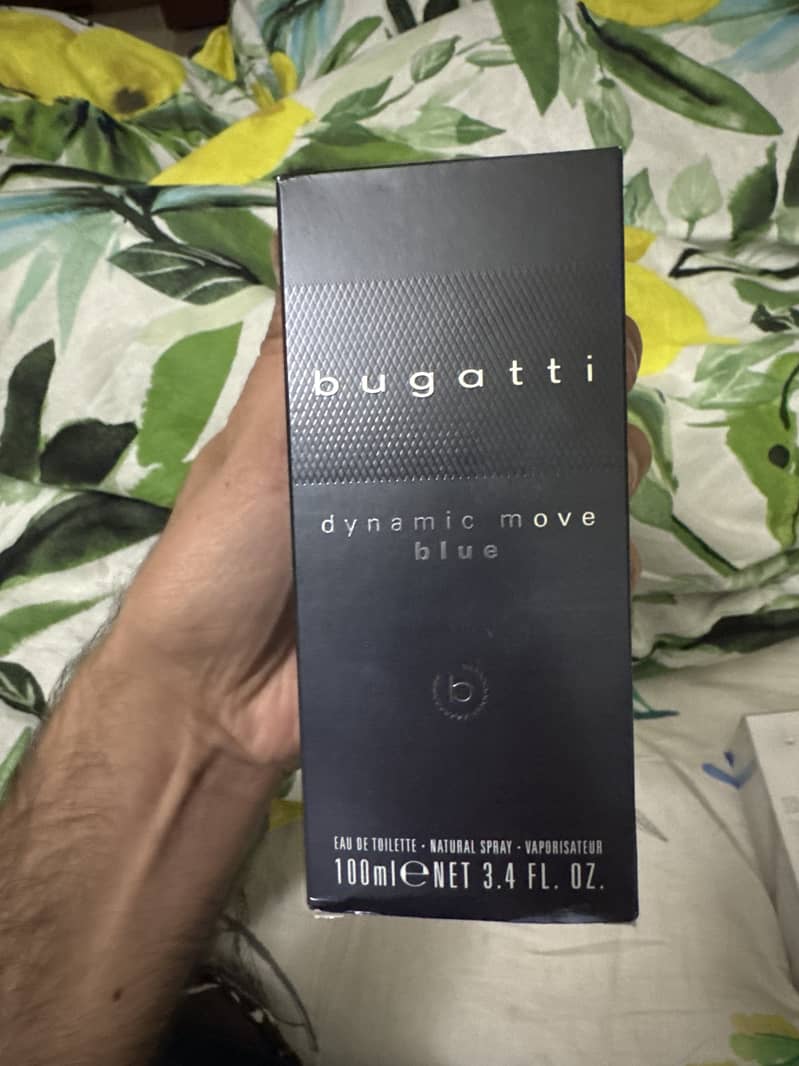 bugatti
dynamic move
blue
b
EAU DE TOILETTE • NATURAL SPRAY • VAPORISATEUR
100ml℮NET 3.4 FL. OZ.